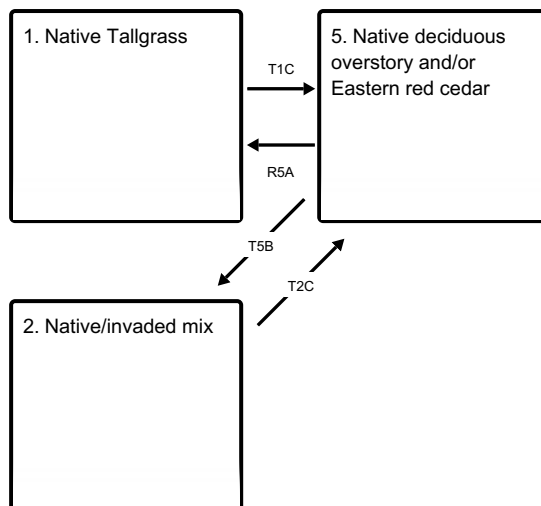 1. Native Tallgrass
5. Native deciduous
overstory and/or
Eastern red cedar
T1C
R5A
T5B
T2C
2. Native/invaded mix